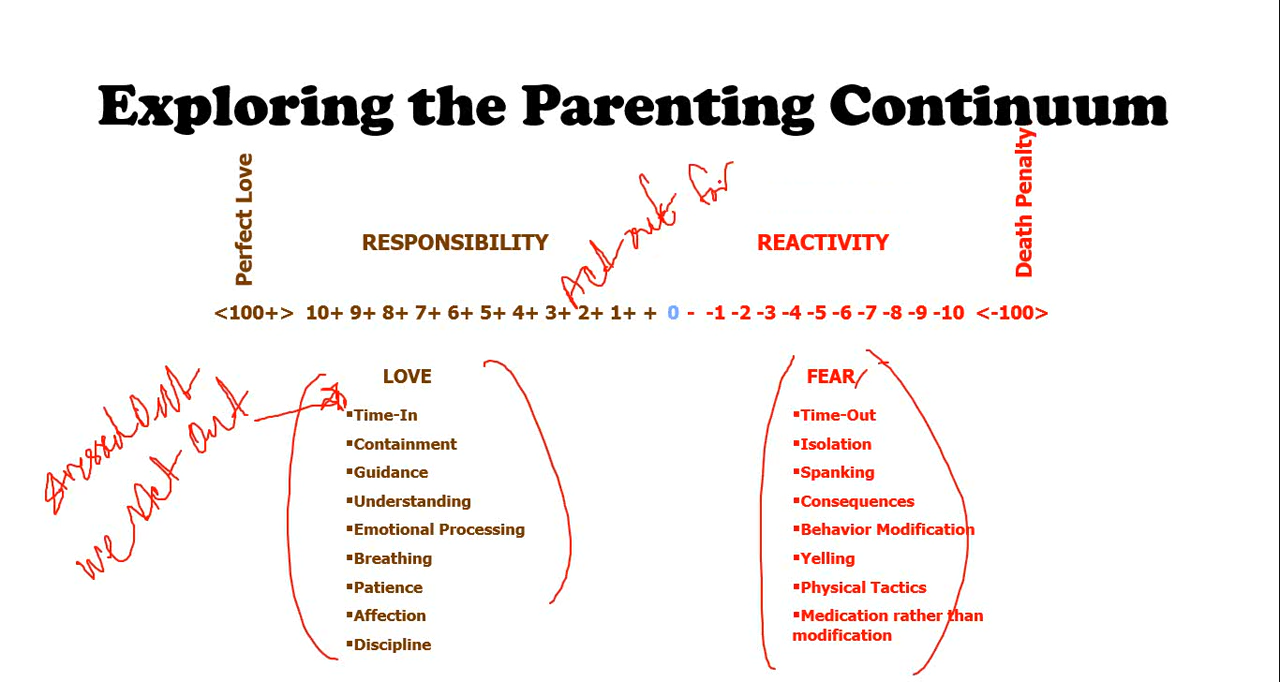 Exploring the Parenting Continuum
Perfect Love
Death Penalty
RESPONSIBILITY
REACTIVITY
out
<100+> 10+ 9+ 8+ 7+ 6+ 5+ 4+ 3+ 2+ 1+ + 0 - -1 -2 -3 -4 -5 -6 -7 -8 -9 -10 <-100>
stressed out
we Act out
LOVE
▪Time-In
▪Containment
▪Guidance
▪Understanding
▪Emotional Processing
▪Breathing
▪Patience
▪Affection
▪Discipline
FEAR
▪Time-Out
▪Isolation
▪Spanking
▪Consequences
▪Behavior Modification
▪Yelling
▪Physical Tactics
▪Medication rather than
modification